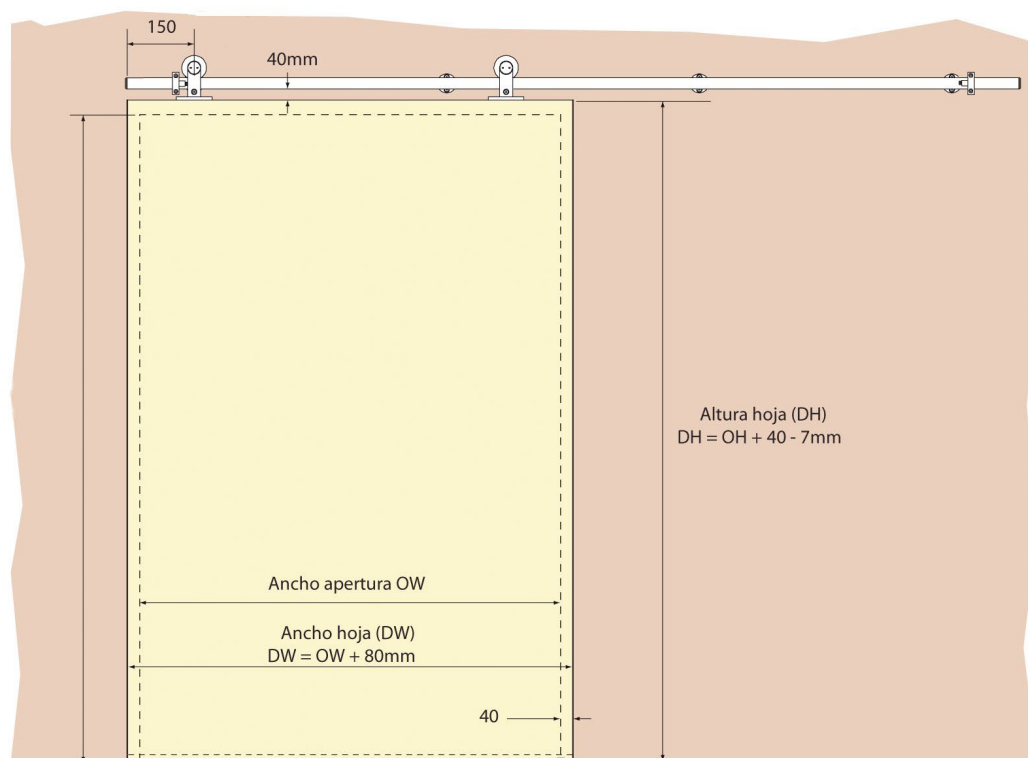 150
40mm
Altura hoja (DH)
DH = OH + 40 - 7mm
Ancho apertura OW
Ancho hoja (DW)
DW = OW + 80mm
40